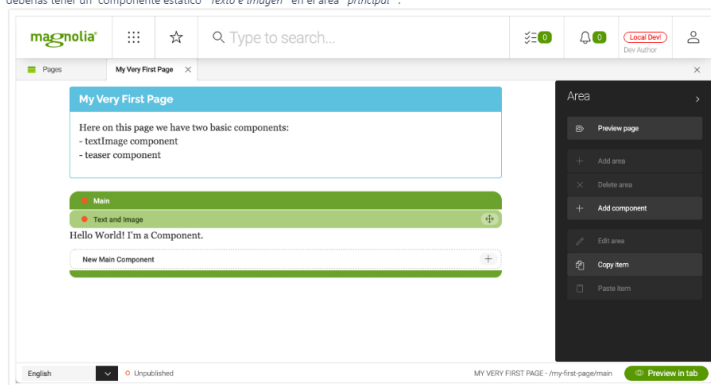 deberías tener un componente estático "Texto e Imagen" en el área "principal".
magnolia®
Type to search...
0
0
Local Dev!
Dev Author
Pages
My Very First Page
My Very First Page
Here on this page we have two basic components:
- textImage component
- teaser component
Main
Text and Image
Hello World! I'm a Component.
New Main Component
Area
Preview page
Add area
Delete area
Add component
Edit area
Copy item
Paste item
English
Unpublished
MY VERY FIRST PAGE - /my-first-page/main
Preview in tab